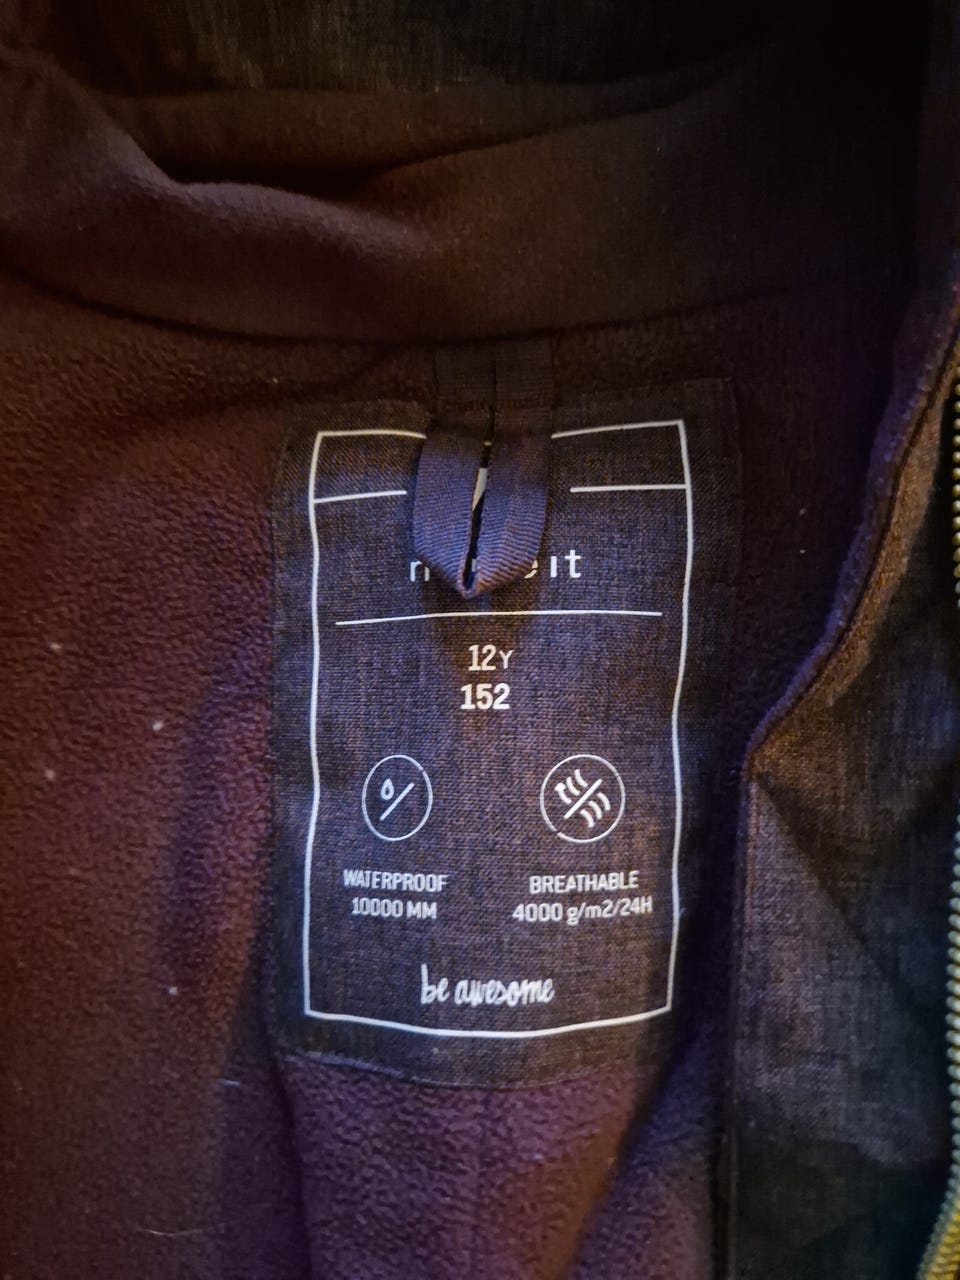 12Y
152
WATERPROOF
10000 MM
BREATHABLE
4000 g/m2/24H
be awesome